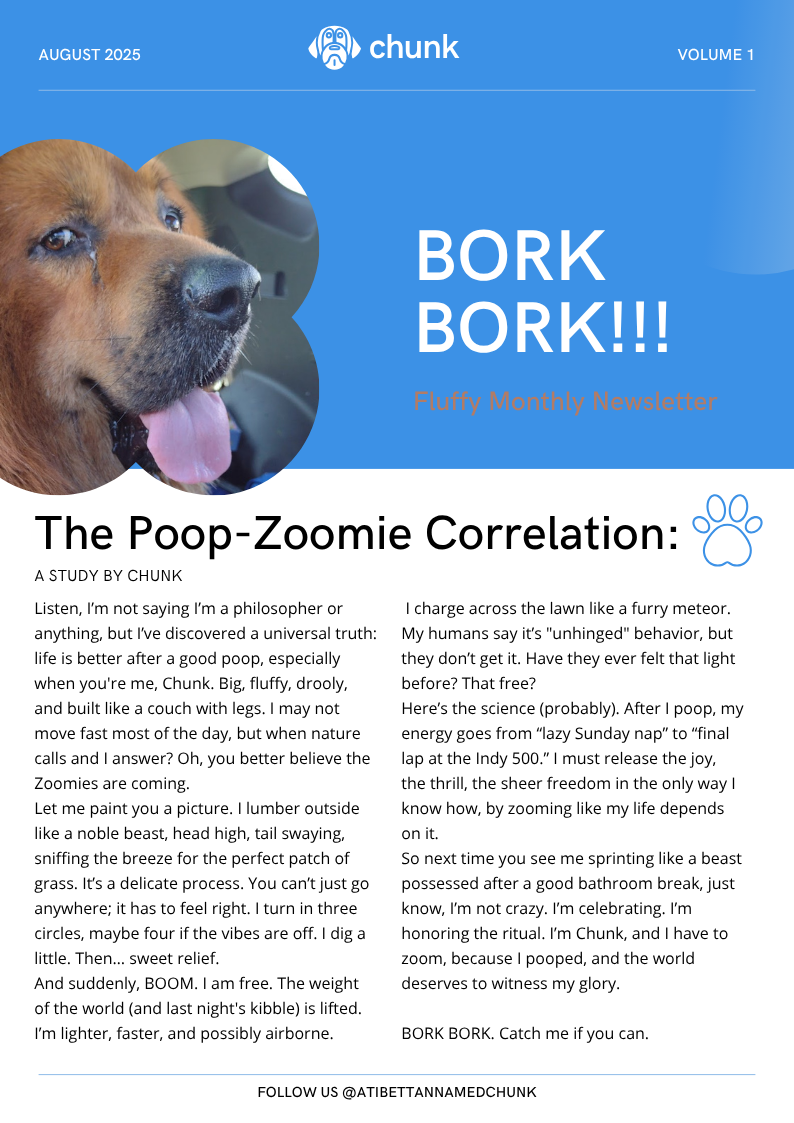 AUGUST 2025
chunk
VOLUME 1
BORK
BORK!!!
Fluffy Monthly Newsletter
The Poop-Zoomie Correlation:
A STUDY BY CHUNK
Listen, I’m not saying I’m a philosopher or
anything, but I’ve discovered a universal truth:
life is better after a good poop, especially
when you're me, Chunk. Big, fluffy, drooly,
and built like a couch with legs. I may not
move fast most of the day, but when nature
calls and I answer? Oh, you better believe the
Zoomies are coming.
Let me paint you a picture. I lumber outside
like a noble beast, head high, tail swaying,
sniffing the breeze for the perfect patch of
grass. It’s a delicate process. You can’t just go
anywhere; it has to feel right. I turn in three
circles, maybe four if the vibes are off. I dig a
little. Then... sweet relief.
And suddenly, BOOM. I am free. The weight
of the world (and last night's kibble) is lifted.
I’m lighter, faster, and possibly airborne.
I charge across the lawn like a furry meteor.
My humans say it’s "unhinged" behavior, but
they don’t get it. Have they ever felt that light
before? That free?
Here’s the science (probably). After I poop, my
energy goes from “lazy Sunday nap” to “final
lap at the Indy 500.” I must release the joy,
the thrill, the sheer freedom in the only way I
know how, by zooming like my life depends
on it.
So next time you see me sprinting like a beast
possessed after a good bathroom break, just
know, I’m not crazy. I’m celebrating. I’m
honoring the ritual. I’m Chunk, and I have to
zoom, because I pooped, and the world
deserves to witness my glory.
BORK BORK. Catch me if you can.
FOLLOW US @ATIBETTANNAMEDCHUNK